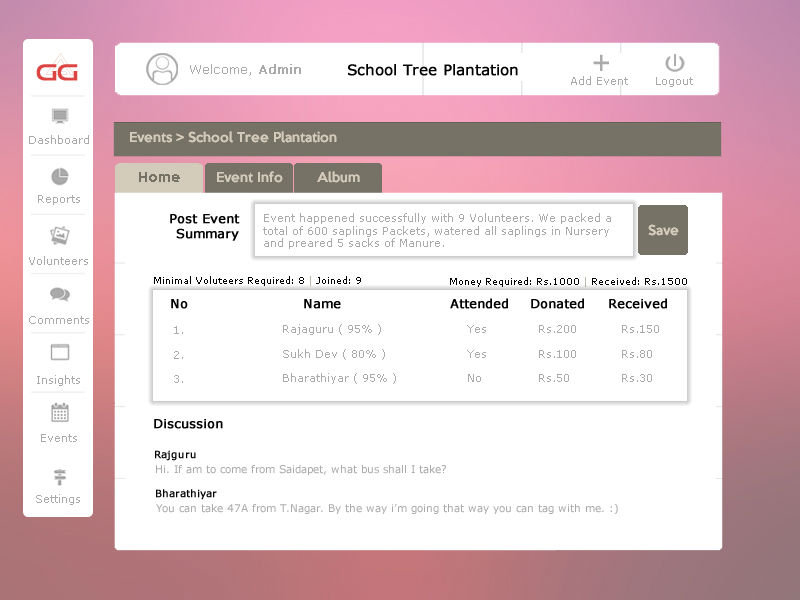 GG
Welcome, Admin
School Tree Plantation
Add Event
Logout
Dashboard
Reports
Volunteers
Comments
Insights
Events
Settings
Events > School Tree Plantation
Home
Event Info
Album
Post Event
Summary
Event happened successfully with 9 Volunteers. We packed a
total of 600 saplings Packets, watered all saplings in Nursery
and preared 5 sacks of Manure.
Save
Minimal Voluteers Required: 8 | Joined: 9
Money Required: Rs.1000 | Received: Rs.1500
No Name Attended Donated Received
1. Rajaguru ( 95% ) Yes Rs.200 Rs.150
2. Sukh Dev ( 80% ) Yes Rs.100 Rs.80
3. Bharathiyar ( 95% ) No Rs.50 Rs.30
Discussion
Rajguru
Hi. If am to come from Saidapet, what bus shall I take?
Bharathiyar
You can take 47A from T.Nagar. By the way i'm going that way you can tag with me. :)